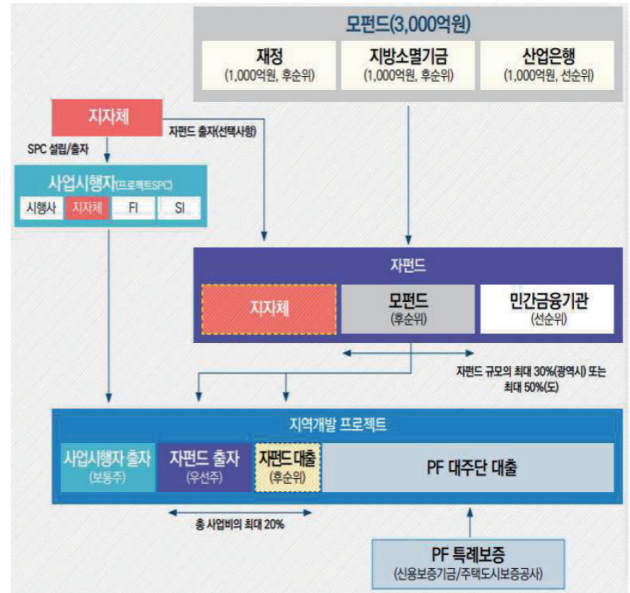 모펀드(3,000억원)
재정
(1,000억원, 후순위)
지방소멸기금
(1,000억원, 후순위)
산업은행
(1,000억원, 선순위)
지자체
자펀드 출자(선택사항)
SPC 설립/출자
사업시행자(프로젝트SPC)
시행사
지자체
FI
SI
자펀드
지자체
모펀드
(후순위)
민간금융기관
(선순위)
자펀드 규모의 최대 30%(광역시) 또는
최대 50%(도)
지역개발 프로젝트
사업시행자 출자
(보통주)
자펀드 출자
(우선주)
자펀드 대출
(후순위)
PF 대주단 대출
총 사업비의 최대 20%
PF 특례보증
(신용보증기금/주택도시보증공사)